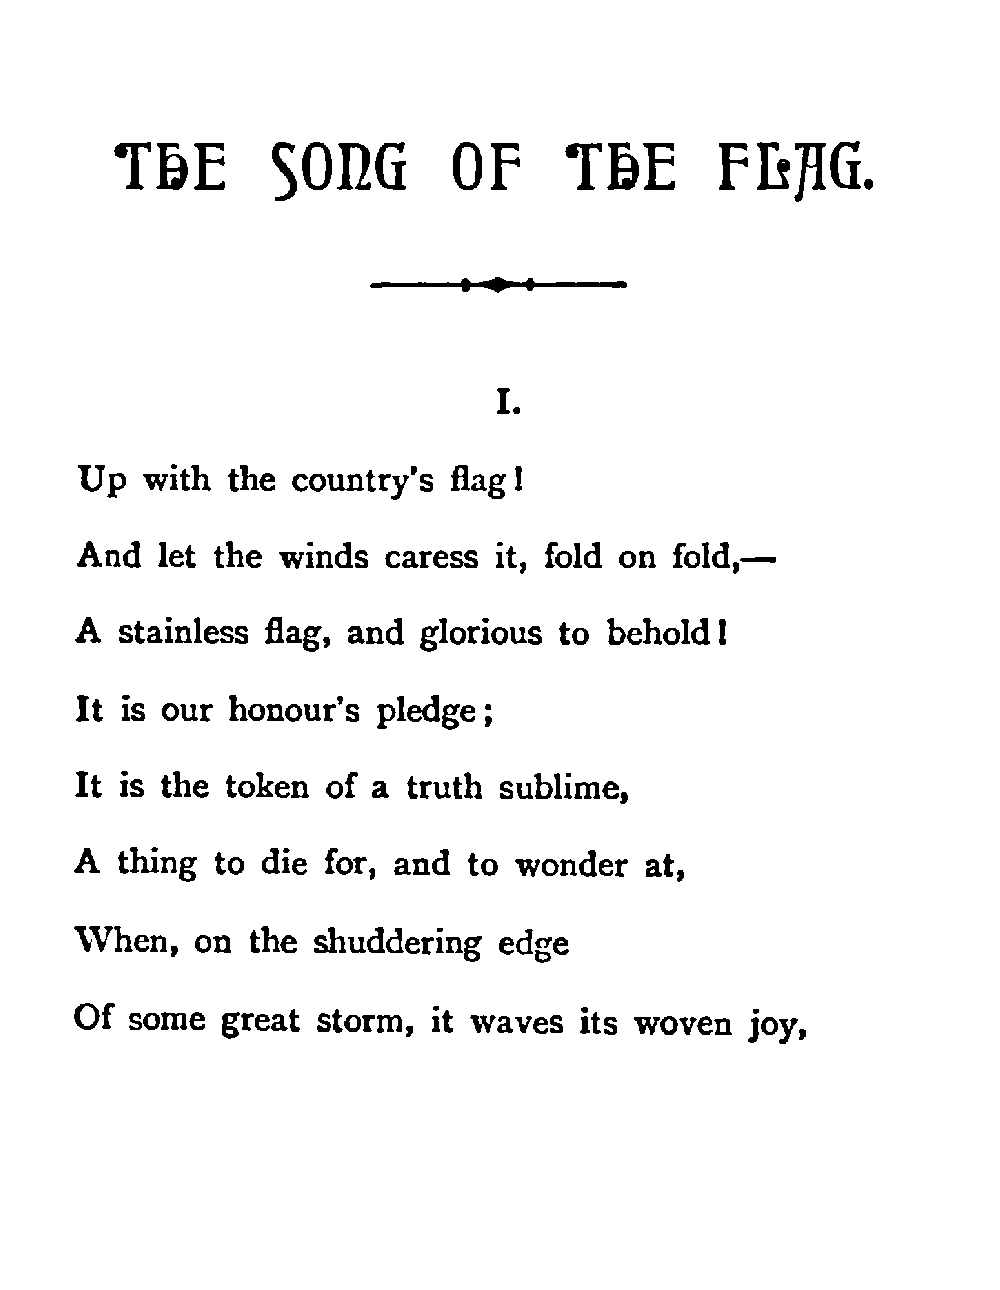 THE SONG OF THE FLAG.
I.
Up with the country's flag!
And let the winds caress it, fold on fold,—
A stainless flag, and glorious to behold!
It is our honour's pledge;
It is the token of a truth sublime,
A thing to die for, and to wonder at,
When, on the shuddering edge
Of some great storm, it waves its woven joy,